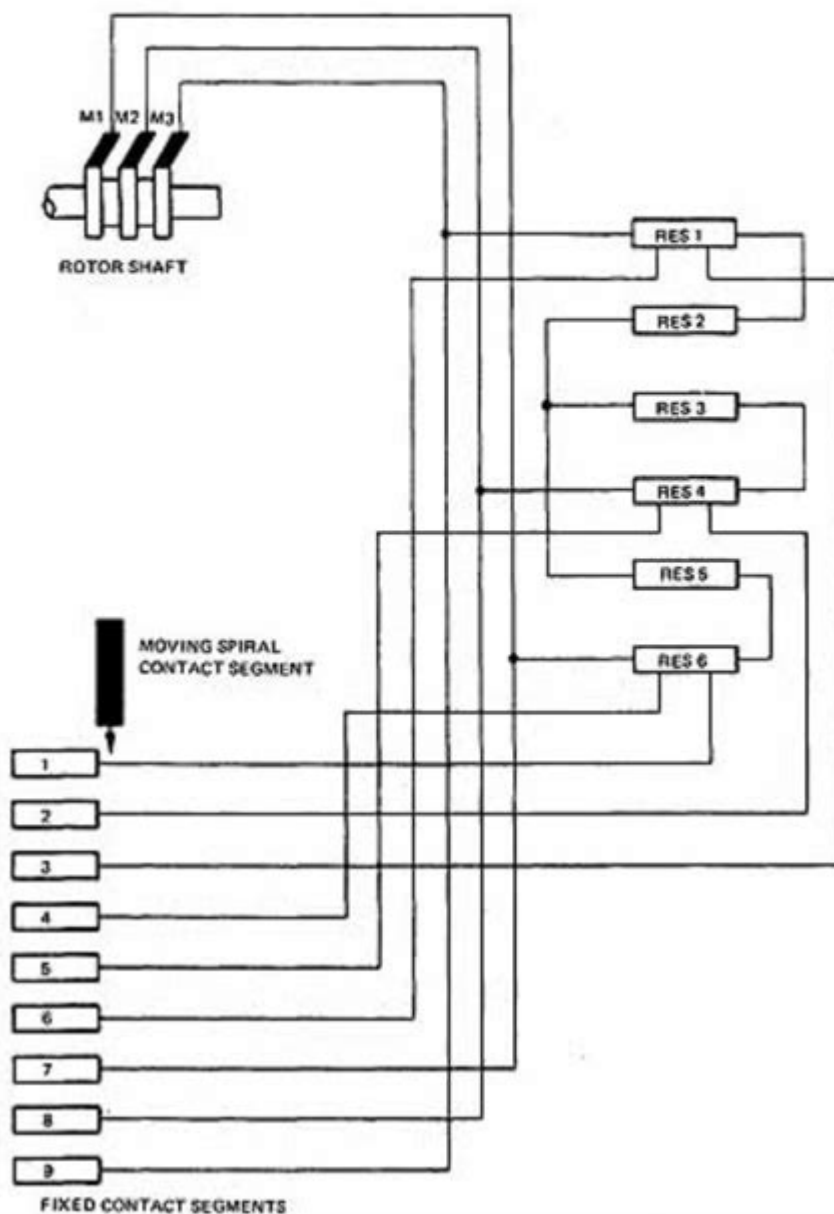 M1 M2 M3
ROTOR SHAFT
RES 1
RES 2
RES 3
RES 4
RES 5
RES 6
MOVING SPIRAL
CONTACT SEGMENT
1
2
3
4
5
6
7
8
9
FIXED CONTACT SEGMENTS